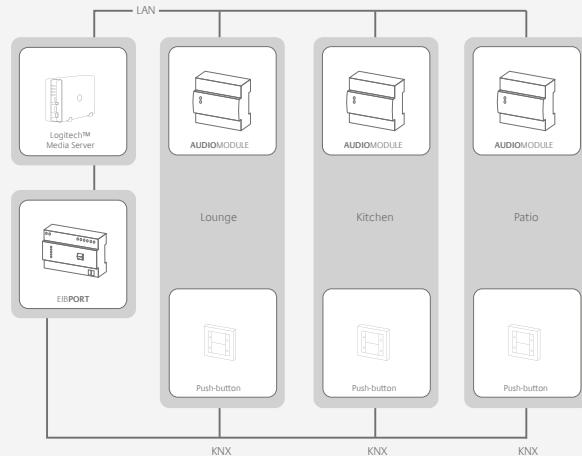 LAN
Logitech™
Media Server
AUDIOMODULE
AUDIOMODULE
AUDIOMODULE
Lounge
Kitchen
Patio
EIBPORT
Push-button
Push-button
Push-button
KNX
KNX
KNX